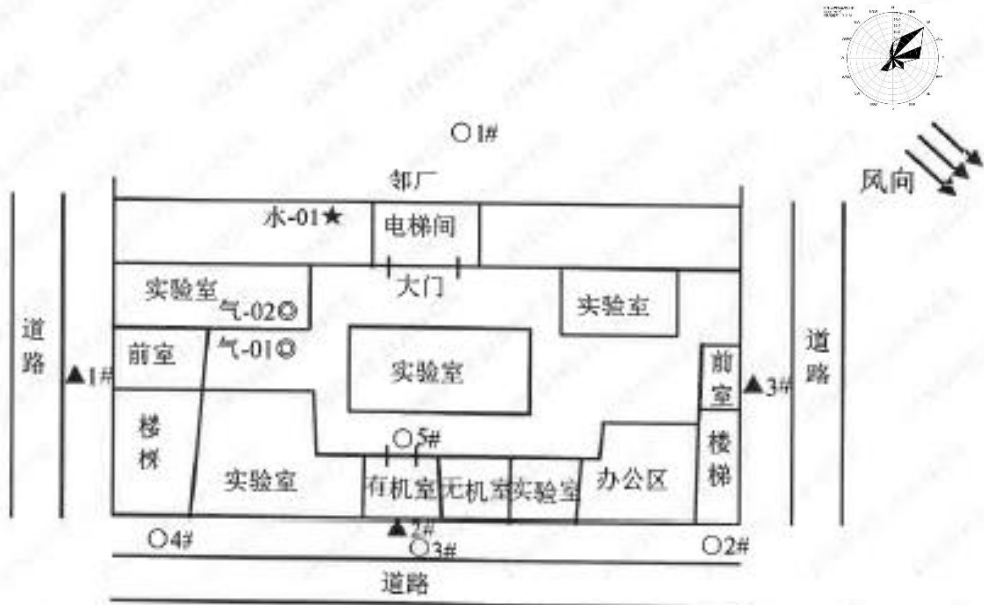 ○1#
邻厂
风向
水-01★
电梯间
大门
实验室
气-02◎
实验室
道路
前室
气-01◎
实验室
前室
道路
▲1#
▲3#
楼梯
○5#
实验室
有机室
无机室
实验室
办公区
楼梯
▲2#
○4#
○3#
○2#
道路